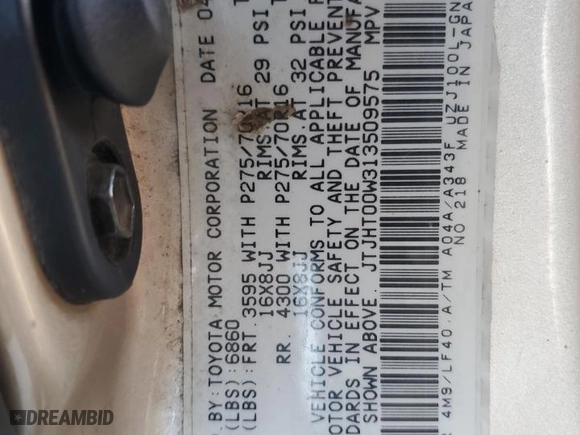 . BY: TOYOTA MOTOR CORPORATION DATE 04
(LBS): 6860
(LBS): FRT. 3595 WITH P275/70R16
16X8JJ RIMS. AT 29 PSI
RR. 4300 WITH P275/70R16
16X8JJ RIMS. AT 32 PSI
VEHICLE CONFORMS TO ALL APPLICABLE
MOTOR VEHICLE SAFETY AND THEFT PREVENT
DARDS IN EFFECT ON THE DATE OF MANUFA
SHOWN ABOVE. JTJHT00W313509575 MPV
4M9/LF40 A/TM A04A/A343F UZJ100L-GN
NO 218 MADE IN JAPA
DREAMBID